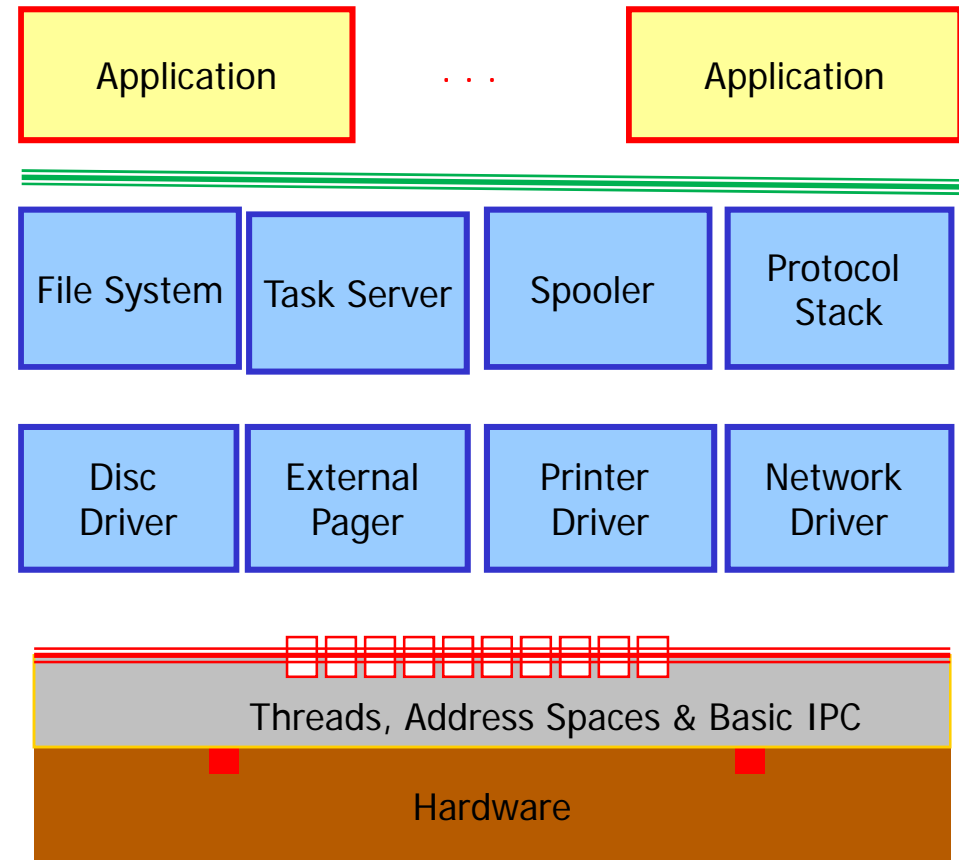 Application
. . .
Application
File System
Task Server
Spooler
Protocol
Stack
Disc
Driver
External
Pager
Printer
Driver
Network
Driver
Threads, Address Spaces & Basic IPC
Hardware